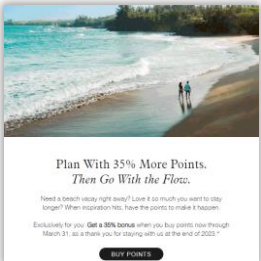 Plan With 35% More Points.
Then Go With the Flow.
Need a beach vacay right away? Love it so much you want to stay
longer? When inspiration hits, have the points to make it happen.
Exclusively for you: Get a 35% bonus when you buy points now through
March 31, as a thank you for staying with us at the end of 2023.*
BUY POINTS